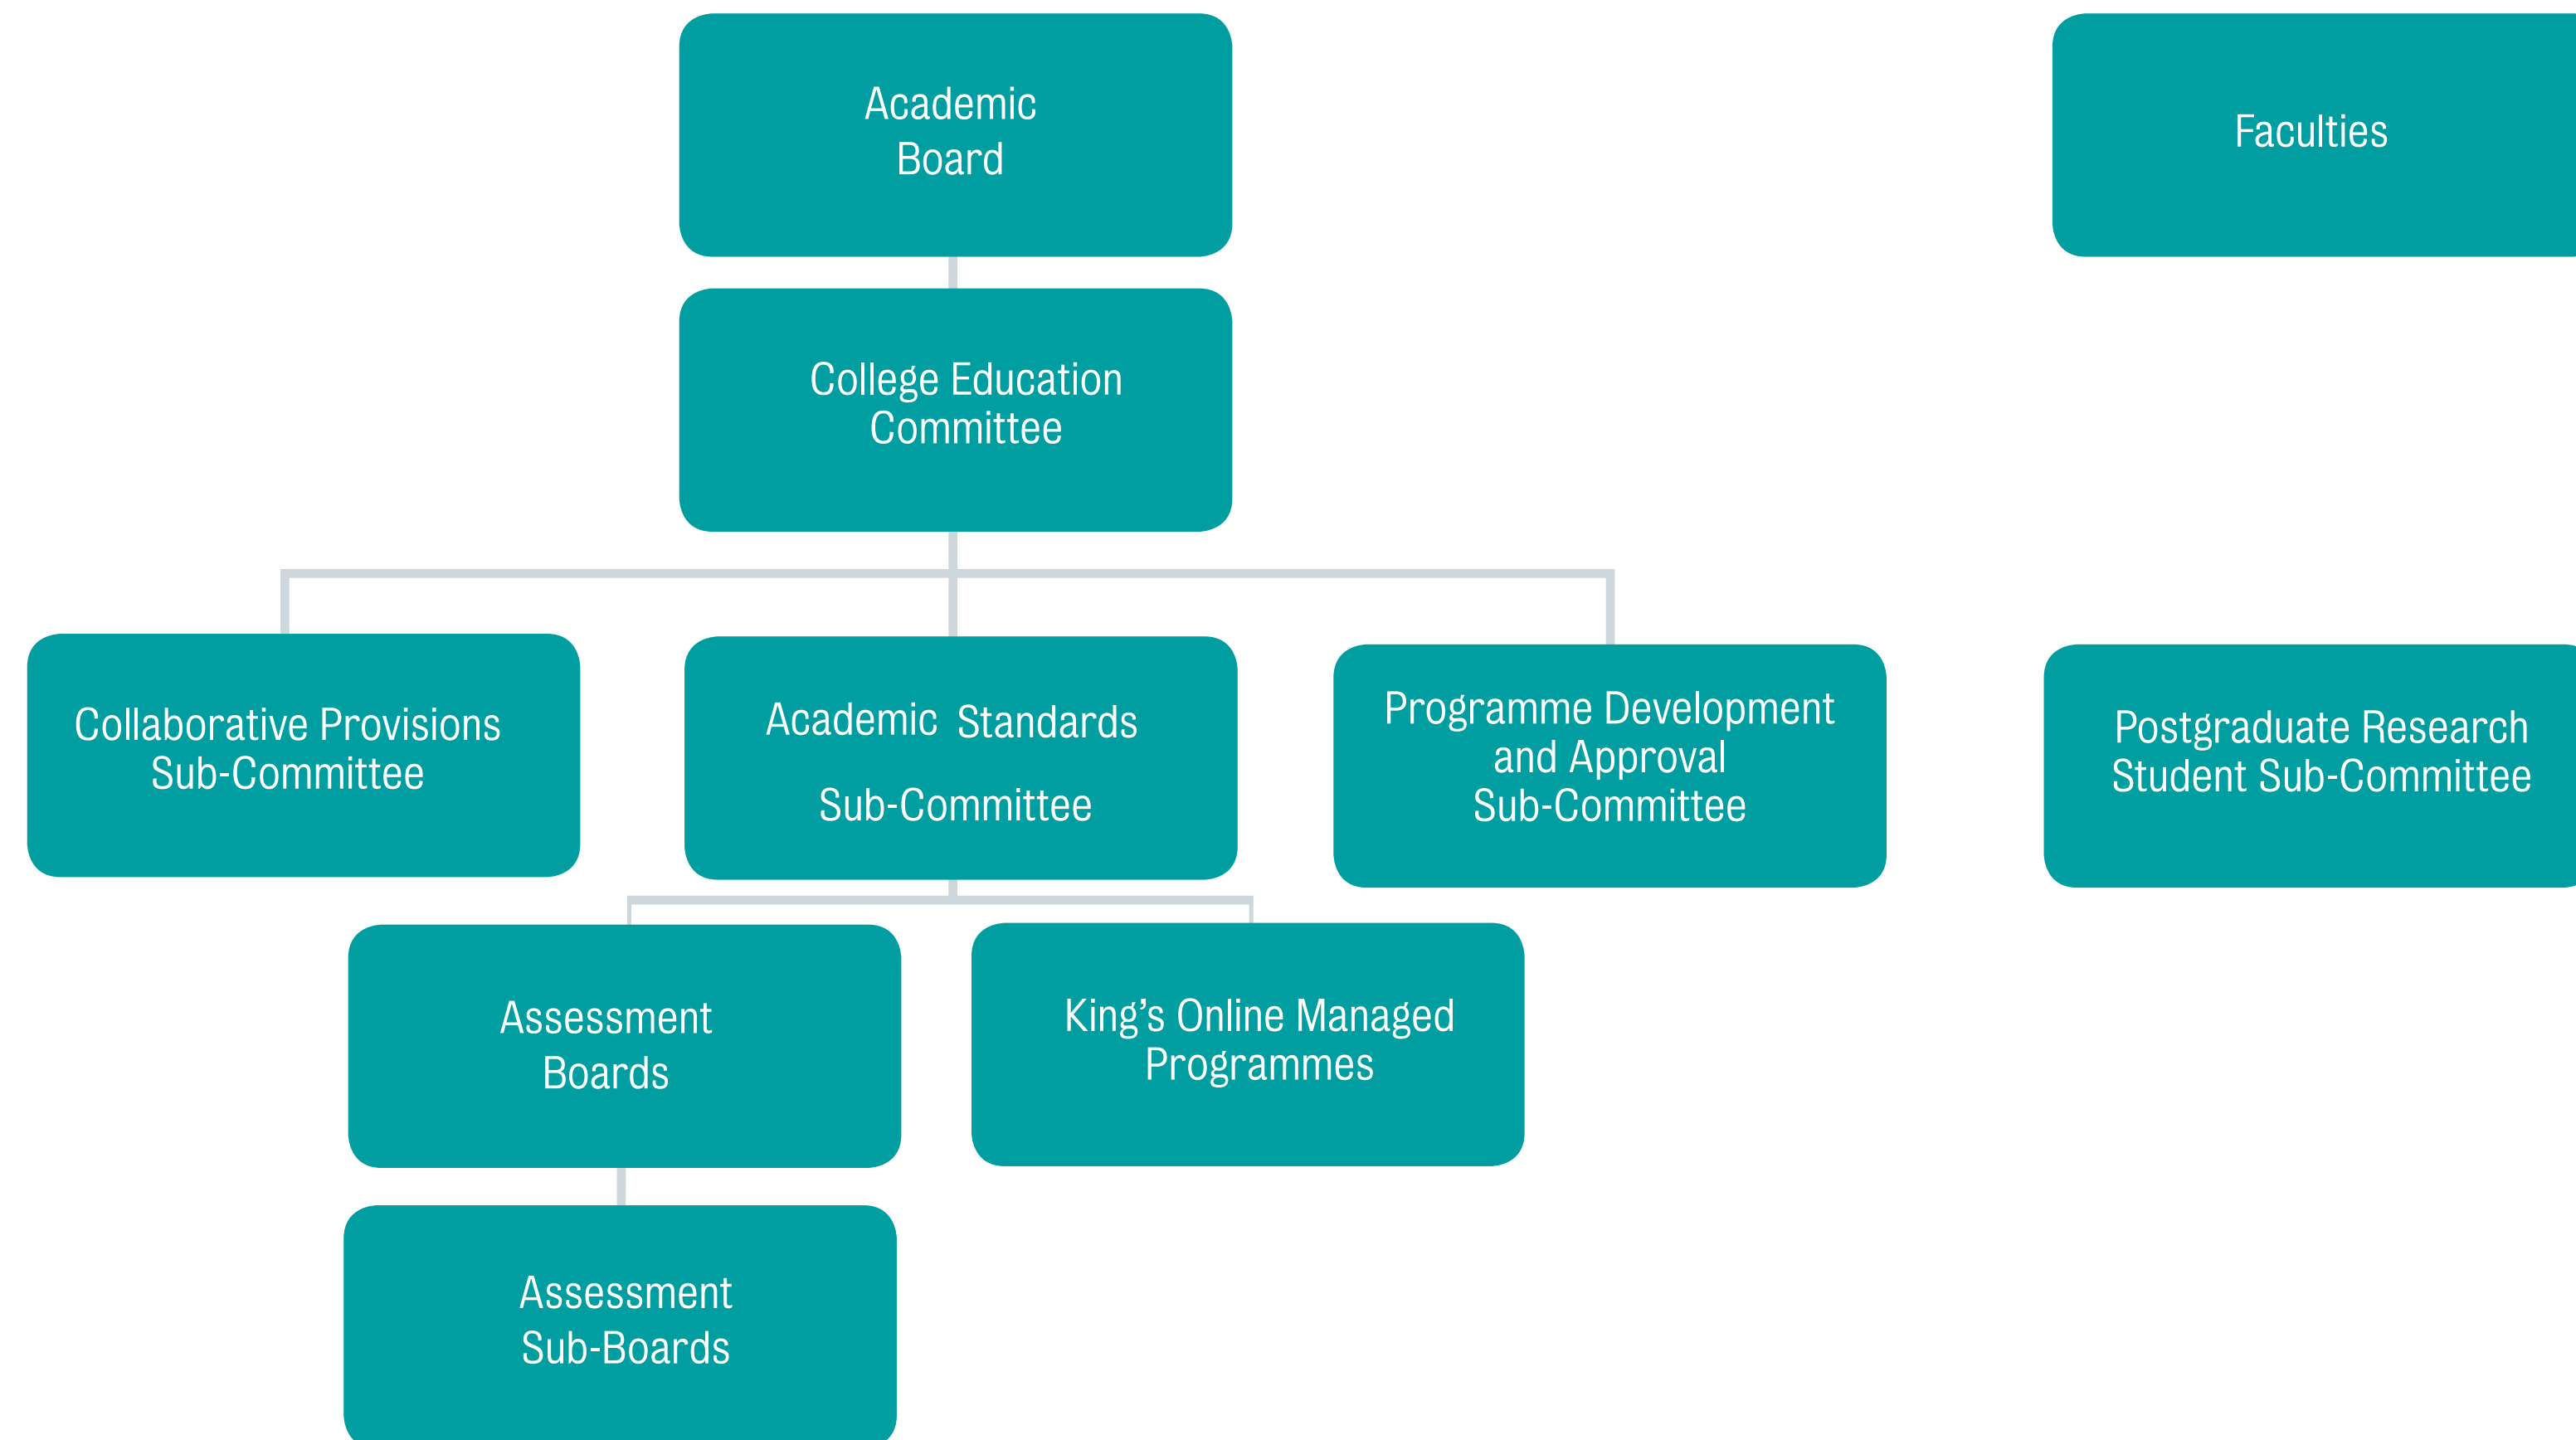 Academic
Board
Faculties
College Education
Committee
Collaborative Provisions
Sub-Committee
Academic Standards
Sub-Committee
Programme Development
and Approval
Sub-Committee
Postgraduate Research
Student Sub-Committee
Assessment
Boards
King’s Online Managed
Programmes
Assessment
Sub-Boards